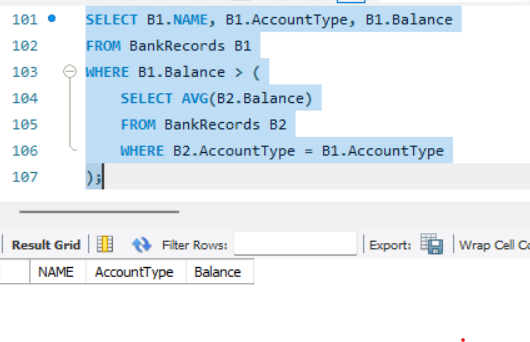 101 SELECT B1.NAME, B1.AccountType, B1.Balance
102 FROM BankRecords B1
103 WHERE B1.Balance > (
104 SELECT AVG(B2.Balance)
105 FROM BankRecords B2
106 WHERE B2.AccountType = B1.AccountType
107 );
Result Grid Filter Rows: Export: Wrap Cell Co
NAME AccountType Balance